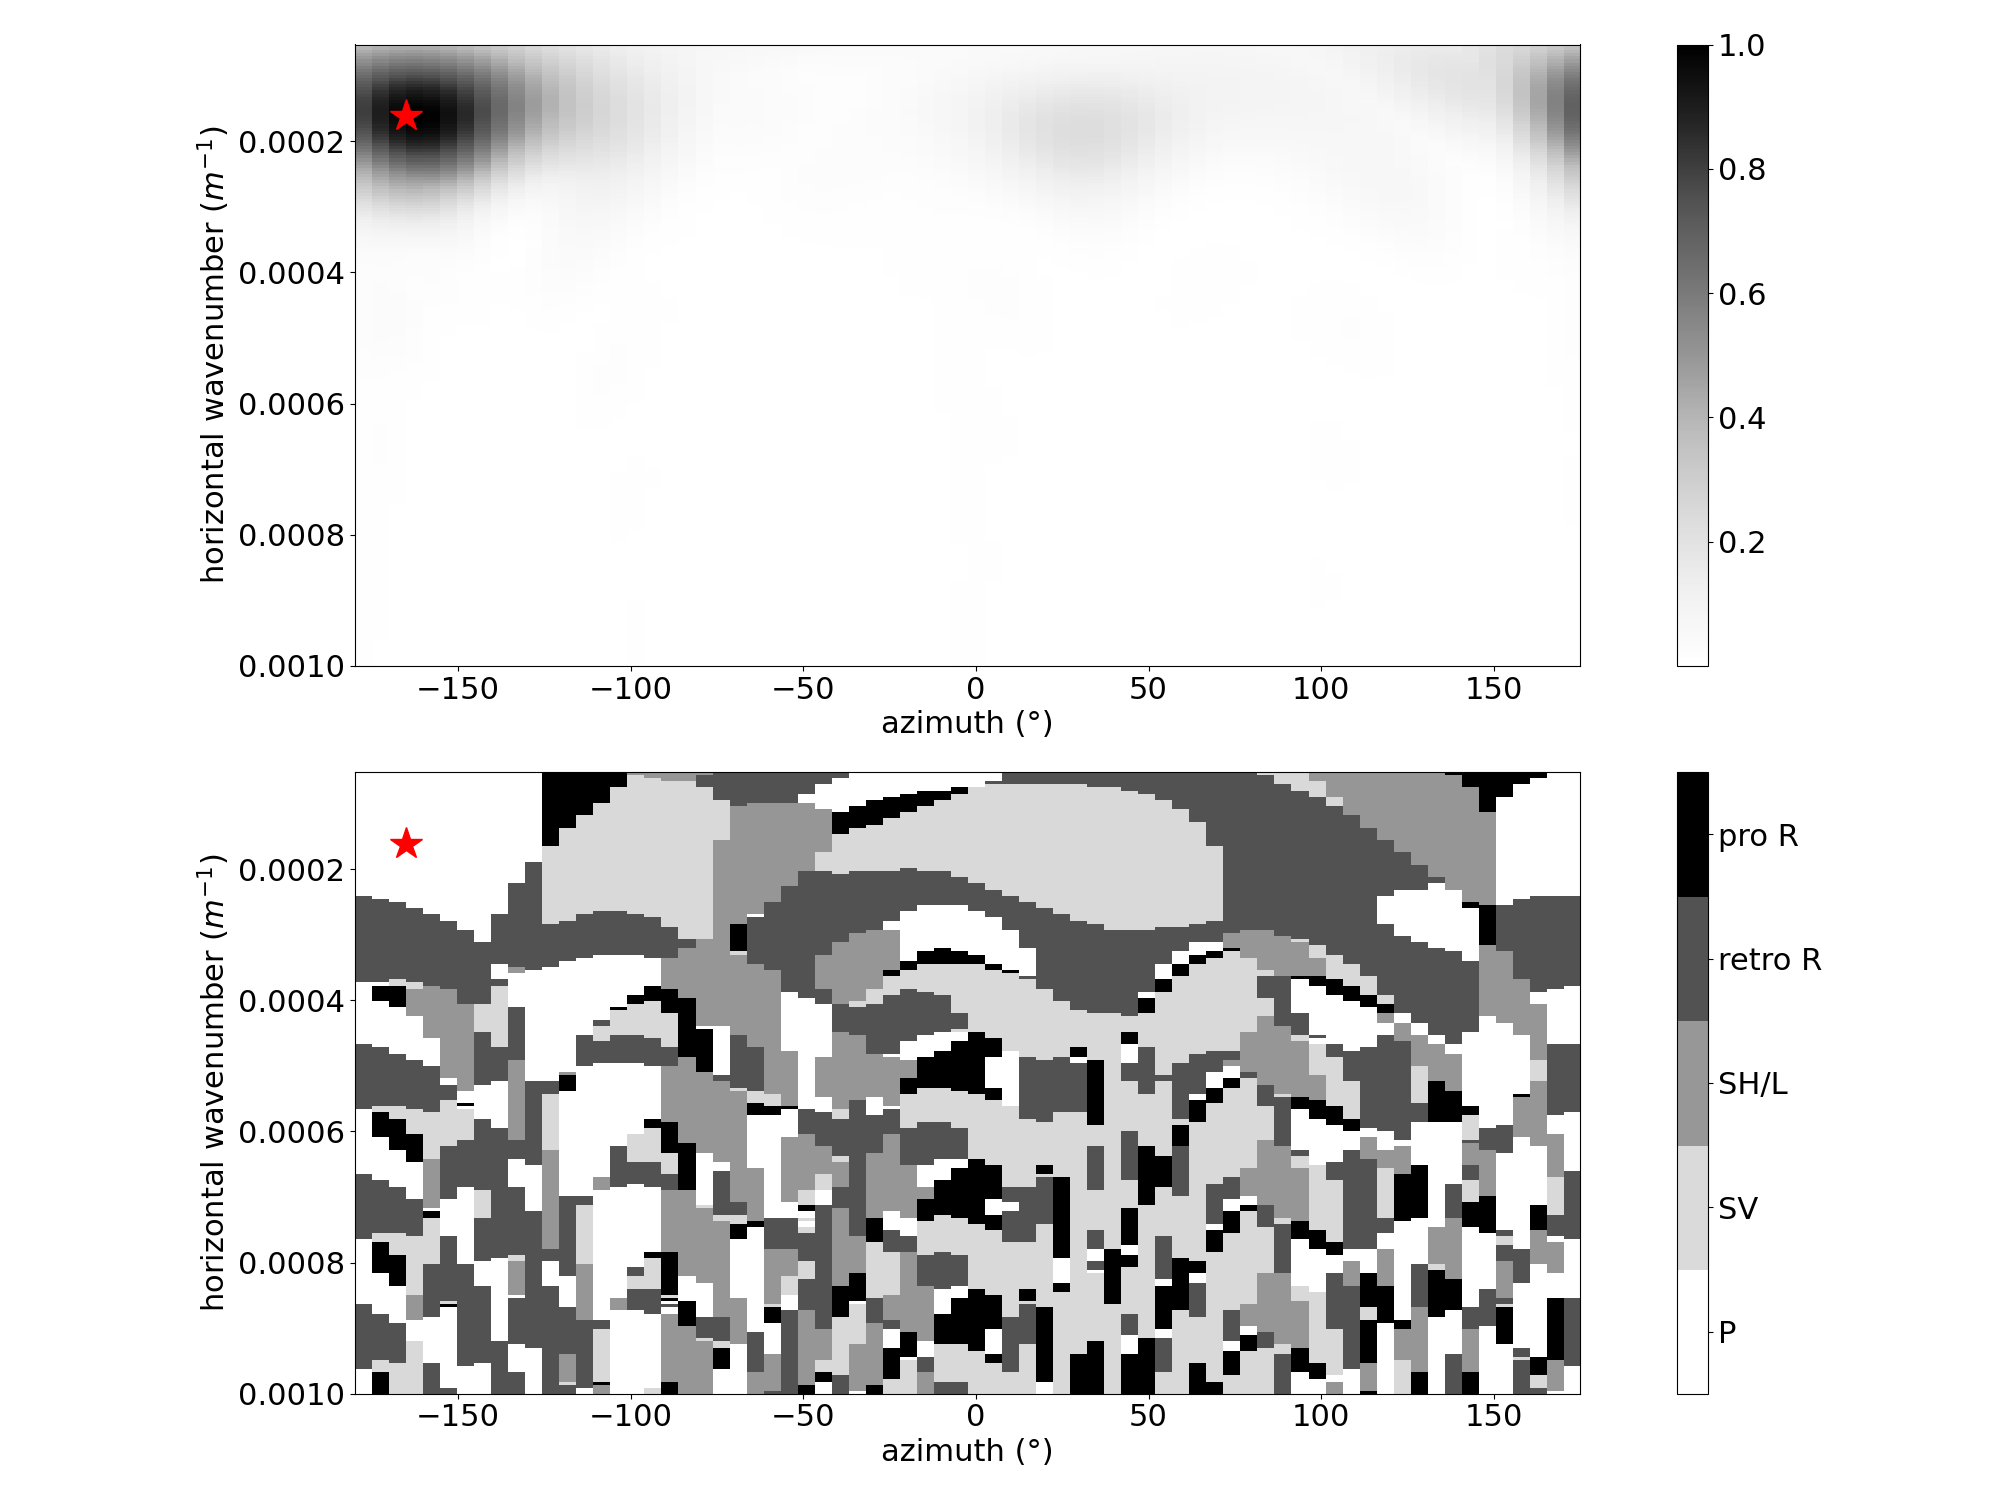 1.0
0.8
0.6
0.4
0.2
0.0002
0.0004
0.0006
0.0008
0.0010
horizontal wavenumber (m⁻¹)
−150 −100 −50 0 50 100 150
azimuth (°)
pro R
retro R
SH/L
SV
P
0.0002
0.0004
0.0006
0.0008
0.0010
horizontal wavenumber (m⁻¹)
−150 −100 −50 0 50 100 150
azimuth (°)